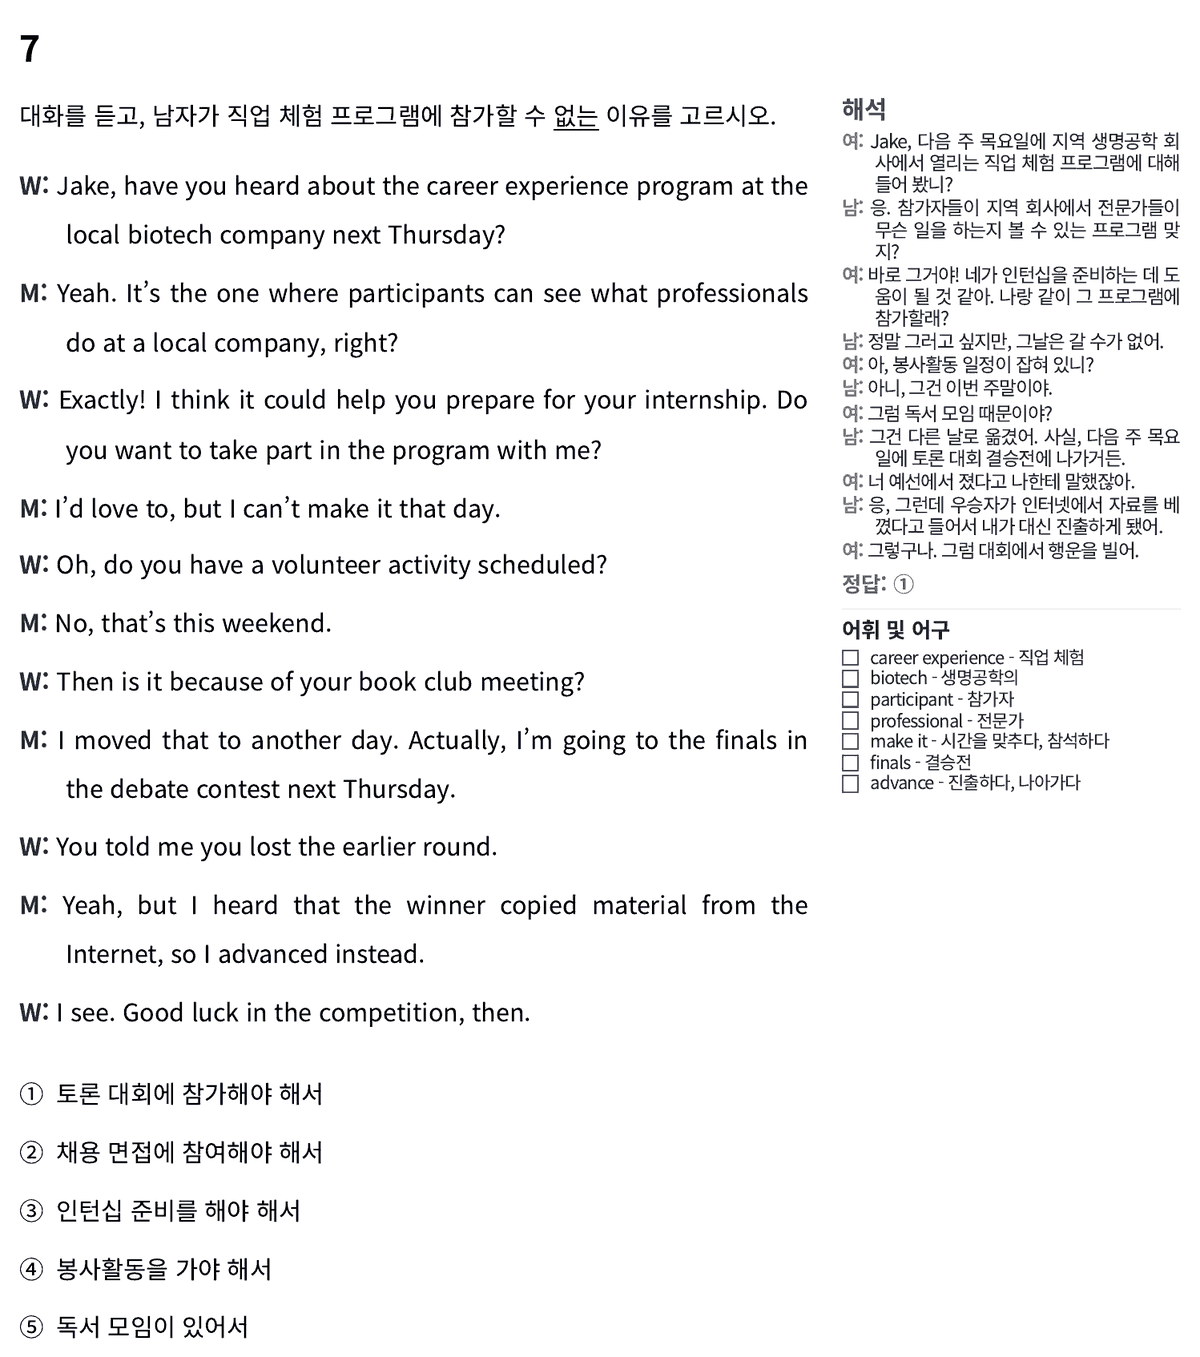 7
대화를 듣고, 남자가 직업 체험 프로그램에 참가할 수 없는 이유를 고르시오.
W: Jake, have you heard about the career experience program at the
local biotech company next Thursday?
M: Yeah. It's the one where participants can see what professionals
do at a local company, right?
W: Exactly! I think it could help you prepare for your internship. Do
you want to take part in the program with me?
M: I'd love to, but I can't make it that day.
W: Oh, do you have a volunteer activity scheduled?
M: No, that's this weekend.
W: Then is it because of your book club meeting?
M: I moved that to another day. Actually, I'm going to the finals in
the debate contest next Thursday.
W: You told me you lost the earlier round.
M: Yeah, but I heard that the winner copied material from the
Internet, so I advanced instead.
W: I see. Good luck in the competition, then.
① 토론 대회에 참가해야 해서
② 채용 면접에 참여해야 해서
③ 인턴십 준비를 해야 해서
④ 봉사활동을 가야 해서
⑤ 독서 모임이 있어서
해석
여: Jake, 다음 주 목요일에 지역 생명공학 회
사에서 열리는 직업 체험 프로그램에 대해
들어 봤니?
남: 응. 참가자들이 지역 회사에서 전문가들이
무슨 일을 하는지 볼 수 있는 프로그램 맞
지?
여: 바로 그거야! 네가 인턴십을 준비하는 데 도
움이 될 것 같아. 나랑 같이 그 프로그램에
참가할래?
남: 정말 그러고 싶지만, 그날은 갈 수가 없어.
여: 아, 봉사활동 일정이 잡혀 있니?
남: 아니, 그건 이번 주말이야.
여: 그럼 독서 모임 때문이야?
남: 그건 다른 날로 옮겼어. 사실, 다음 주 목요
일에 토론 대회 결승전에 나가거든.
여: 너 예선에서 졌다고 나한테 말했잖아.
남: 응, 그런데 우승자가 인터넷에서 자료를 베
꼈다고 들어서 내가 대신 진출하게 됐어.
여: 그렇구나. 그럼 대회에서 행운을 빌어.
정답: ①
어휘 및 어구
□ career experience - 직업 체험
□ biotech - 생명공학의
□ participant - 참가자
□ professional - 전문가
□ make it - 시간을 맞추다, 참석하다
□ finals - 결승전
□ advance - 진출하다, 나아가다